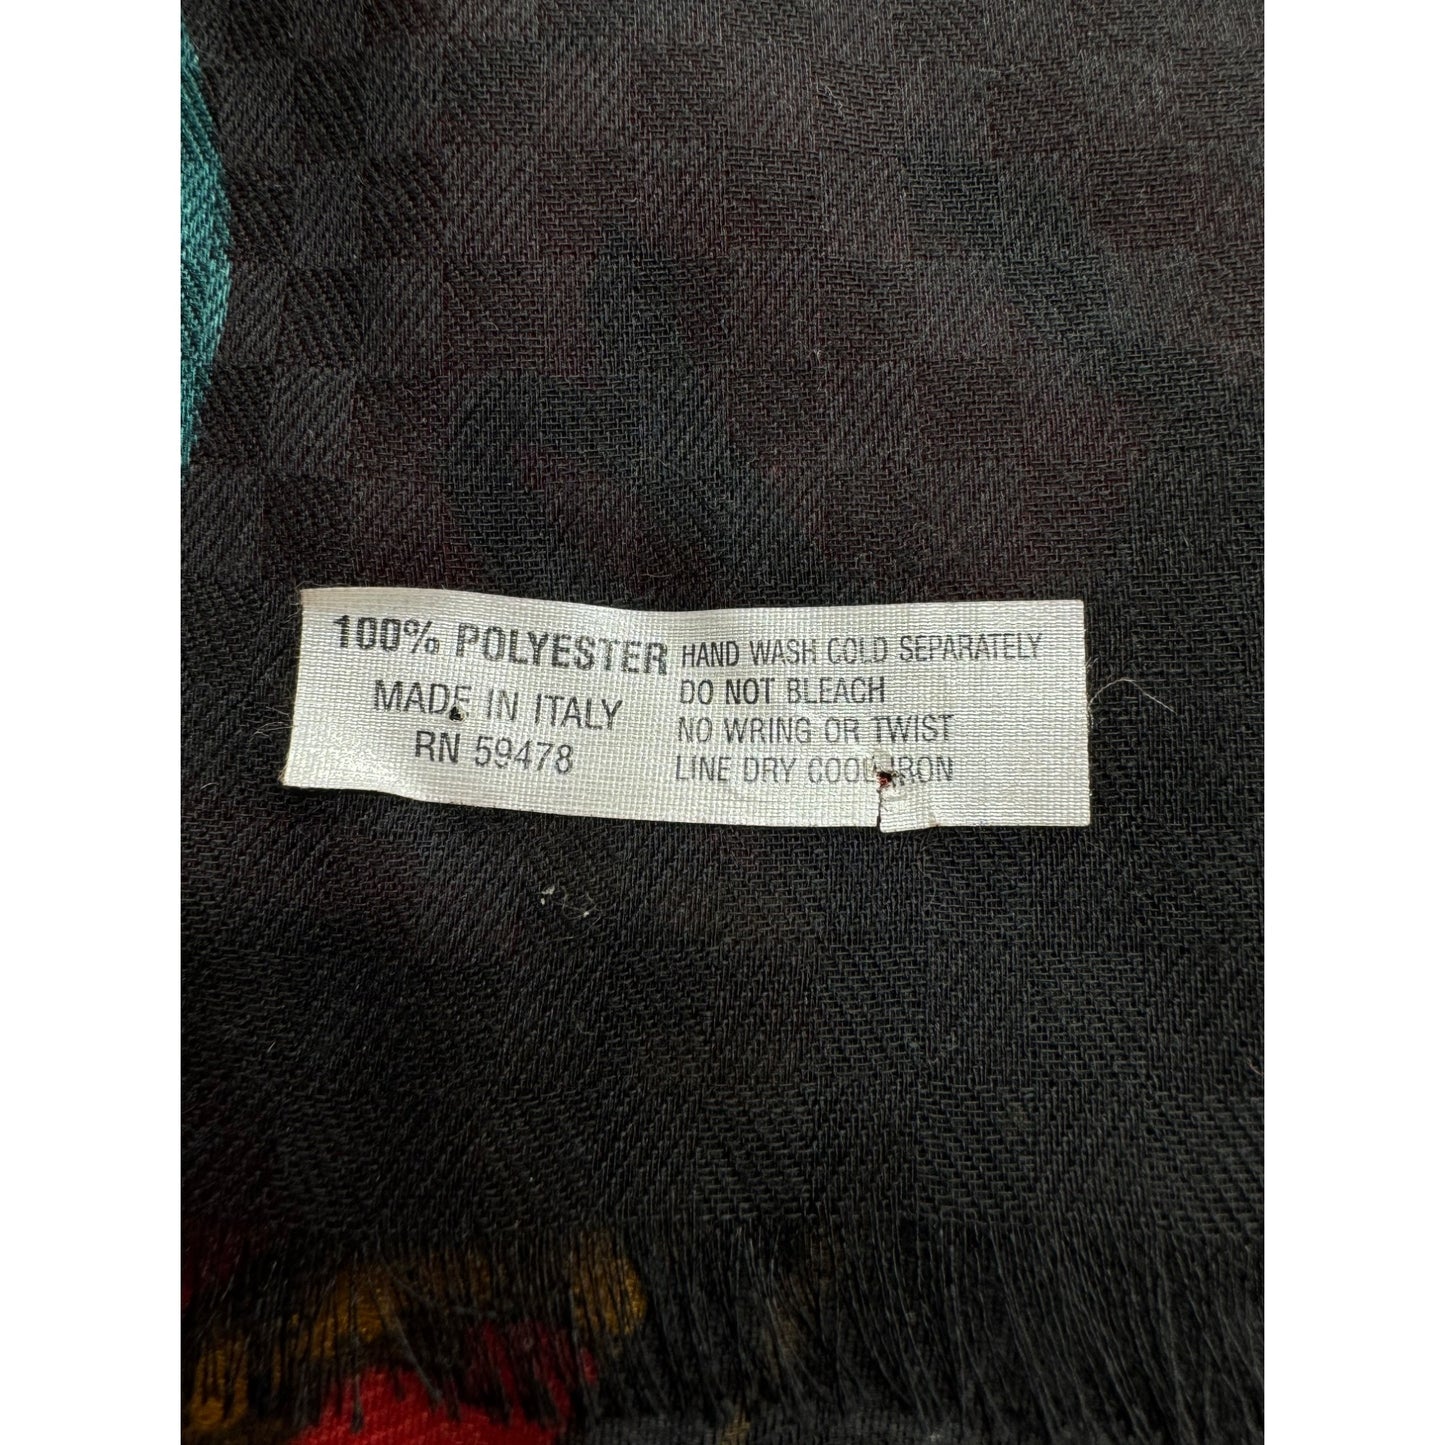 100% POLYESTER
MADE IN ITALY
RN 59478
HAND WASH COLD SEPARATELY
DO NOT BLEACH
NO WRING OR TWIST
LINE DRY COOL IRON